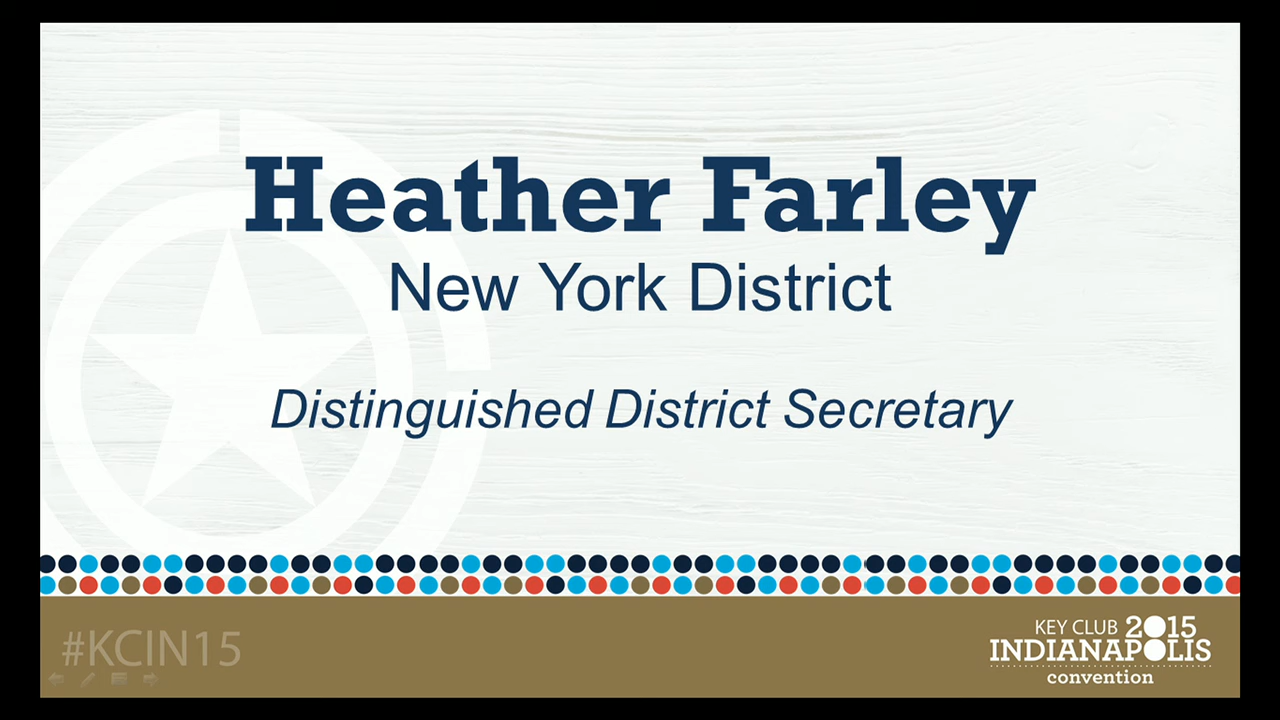 Heather Farley
New York District
Distinguished District Secretary
#KCIN15
KEY CLUB 2015
INDIANAPOLIS
convention